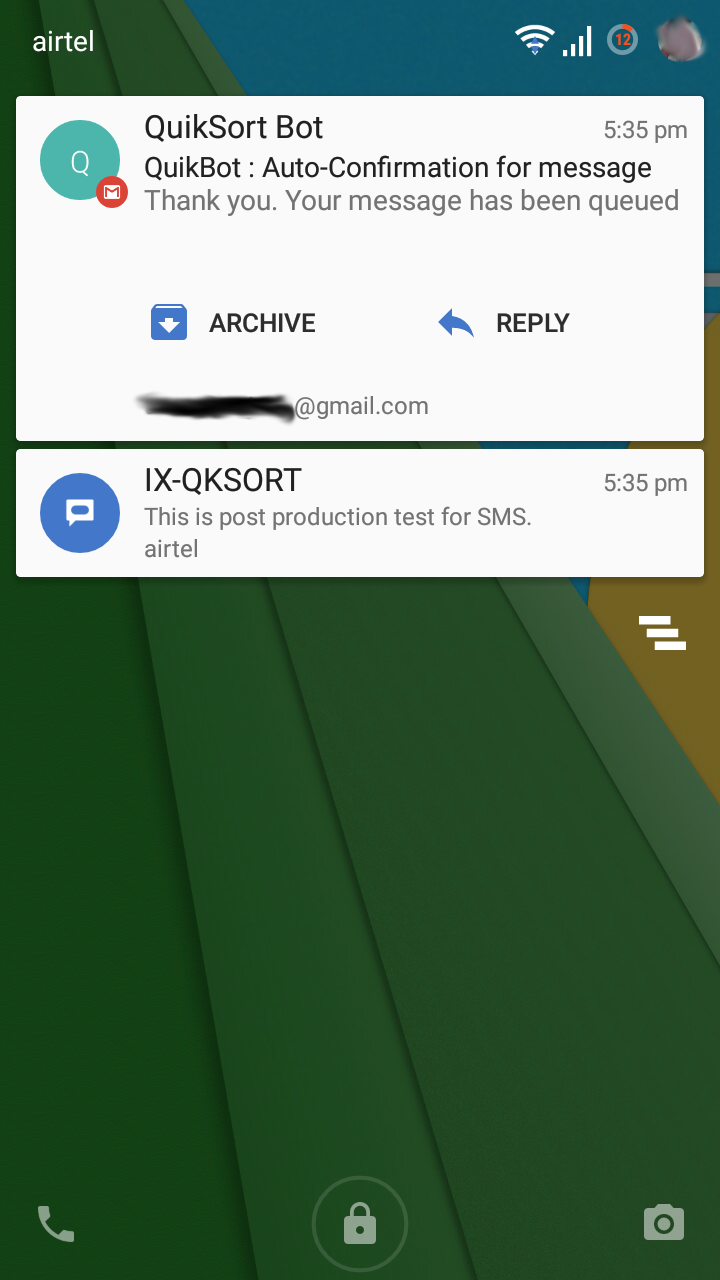 airtel
12
QuikSort Bot
5:35 pm
QuikBot : Auto-Confirmation for message
Thank you. Your message has been queued
Q
ARCHIVE
REPLY
@gmail.com
IX-QKSORT
5:35 pm
This is post production test for SMS.
airtel